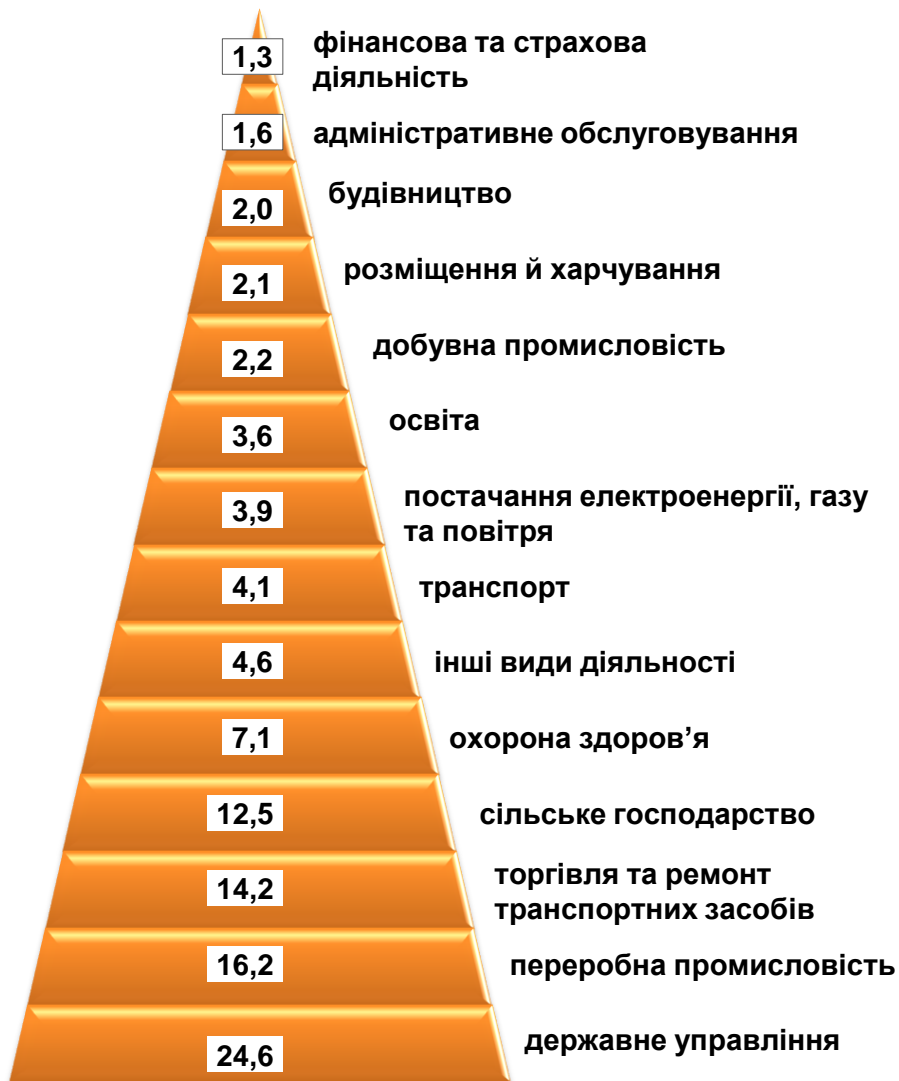 1,3
фінансова та страхова
діяльність
1,6
адміністративне обслуговування
2,0
будівництво
2,1
розміщення й харчування
2,2
добувна промисловість
3,6
освіта
3,9
постачання електроенергії, газу
та повітря
4,1
транспорт
4,6
інші види діяльності
7,1
охорона здоров’я
12,5
сільське господарство
14,2
торгівля та ремонт
транспортних засобів
16,2
переробна промисловість
24,6
державне управління